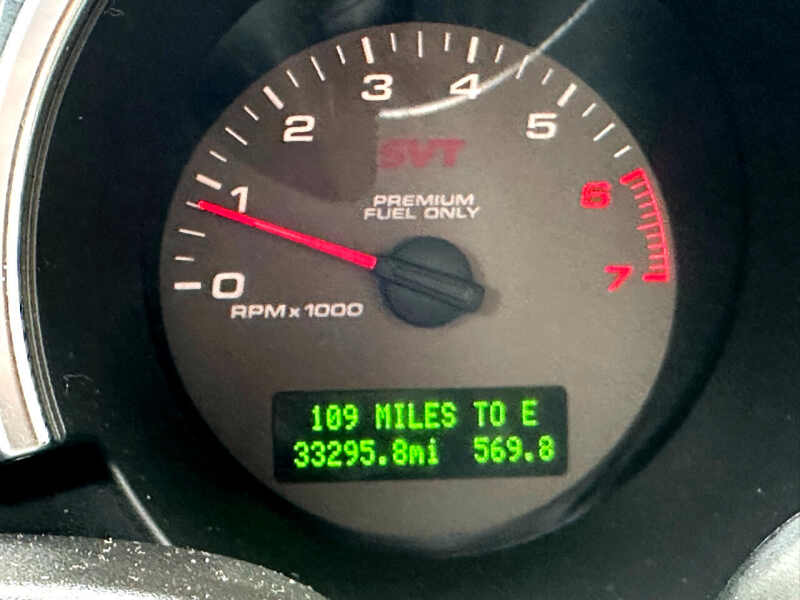 3
4
2
5
SVT
1
PREMIUM
FUEL ONLY
6
0
7
RPM x 1000
109 MILES TO E
33295.8mi 569.8